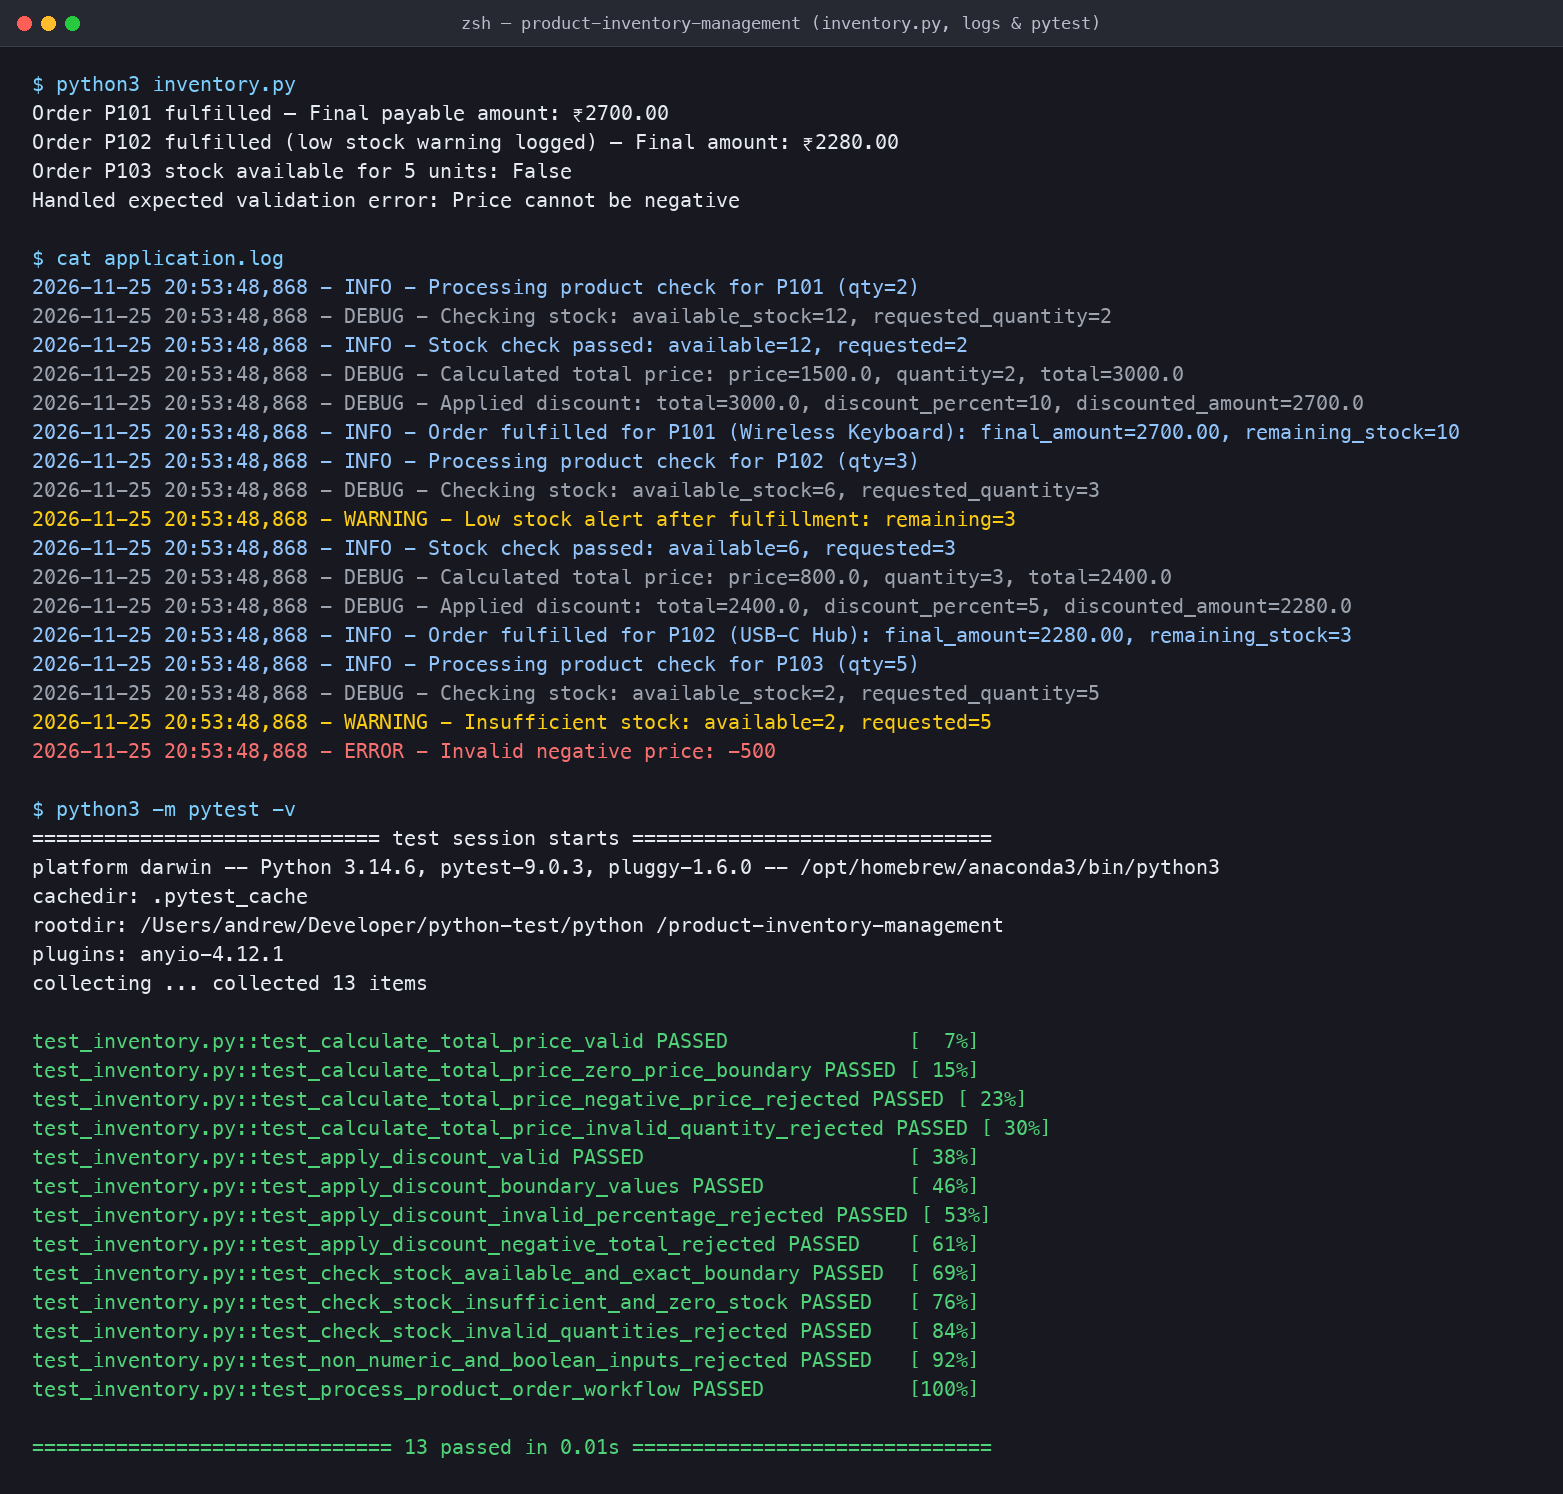 zsh — product-inventory-management (inventory.py, logs & pytest)
$ python3 inventory.py
Order P101 fulfilled — Final payable amount: ₹2700.00
Order P102 fulfilled (low stock warning logged) — Final amount: ₹2280.00
Order P103 stock available for 5 units: False
Handled expected validation error: Price cannot be negative
$ cat application.log
2026-11-25 20:53:48,868 - INFO - Processing product check for P101 (qty=2)
2026-11-25 20:53:48,868 - DEBUG - Checking stock: available_stock=12, requested_quantity=2
2026-11-25 20:53:48,868 - INFO - Stock check passed: available=12, requested=2
2026-11-25 20:53:48,868 - DEBUG - Calculated total price: price=1500.0, quantity=2, total=3000.0
2026-11-25 20:53:48,868 - DEBUG - Applied discount: total=3000.0, discount_percent=10, discounted_amount=2700.0
2026-11-25 20:53:48,868 - INFO - Order fulfilled for P101 (Wireless Keyboard): final_amount=2700.00, remaining_stock=10
2026-11-25 20:53:48,868 - INFO - Processing product check for P102 (qty=3)
2026-11-25 20:53:48,868 - DEBUG - Checking stock: available_stock=6, requested_quantity=3
2026-11-25 20:53:48,868 - WARNING - Low stock alert after fulfillment: remaining=3
2026-11-25 20:53:48,868 - INFO - Stock check passed: available=6, requested=3
2026-11-25 20:53:48,868 - DEBUG - Calculated total price: price=800.0, quantity=3, total=2400.0
2026-11-25 20:53:48,868 - DEBUG - Applied discount: total=2400.0, discount_percent=5, discounted_amount=2280.0
2026-11-25 20:53:48,868 - INFO - Order fulfilled for P102 (USB-C Hub): final_amount=2280.00, remaining_stock=3
2026-11-25 20:53:48,868 - INFO - Processing product check for P103 (qty=5)
2026-11-25 20:53:48,868 - DEBUG - Checking stock: available_stock=2, requested_quantity=5
2026-11-25 20:53:48,868 - WARNING - Insufficient stock: available=2, requested=5
2026-11-25 20:53:48,868 - ERROR - Invalid negative price: -500
$ python3 -m pytest -v
============================= test session starts ==============================
platform darwin -- Python 3.14.6, pytest-9.0.3, pluggy-1.6.0 -- /opt/homebrew/anaconda3/bin/python3
cachedir: .pytest_cache
rootdir: /Users/andrew/Developer/python-test/python /product-inventory-management
plugins: anyio-4.12.1
collecting ... collected 13 items
test_inventory.py::test_calculate_total_price_valid PASSED               [  7%]
test_inventory.py::test_calculate_total_price_zero_price_boundary PASSED [ 15%]
test_inventory.py::test_calculate_total_price_negative_price_rejected PASSED [ 23%]
test_inventory.py::test_calculate_total_price_invalid_quantity_rejected PASSED [ 30%]
test_inventory.py::test_apply_discount_valid PASSED                      [ 38%]
test_inventory.py::test_apply_discount_boundary_values PASSED            [ 46%]
test_inventory.py::test_apply_discount_invalid_percentage_rejected PASSED [ 53%]
test_inventory.py::test_apply_discount_negative_total_rejected PASSED    [ 61%]
test_inventory.py::test_check_stock_available_and_exact_boundary PASSED  [ 69%]
test_inventory.py::test_check_stock_insufficient_and_zero_stock PASSED   [ 76%]
test_inventory.py::test_check_stock_invalid_quantities_rejected PASSED   [ 84%]
test_inventory.py::test_non_numeric_and_boolean_inputs_rejected PASSED   [ 92%]
test_inventory.py::test_process_product_order_workflow PASSED            [100%]
============================== 13 passed in 0.01s ==============================